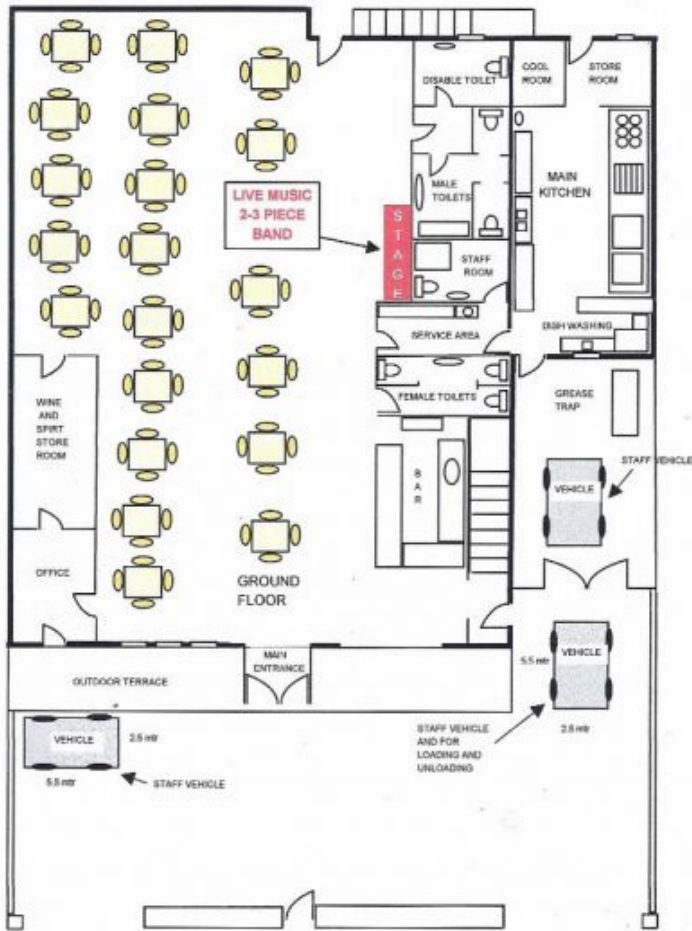 DISABLE TOILET
COOL
ROOM
STORE
ROOM
MAIN
KITCHEN
LIVE MUSIC
2-3 PIECE
BAND
STAGE
MALE
TOILETS
STAFF
ROOM
SERVICE AREA
DISH WASHING
FEMALE TOILETS
GREASE
TRAP
WINE
AND
SPIRT
STORE
ROOM
BAR
STAFF VEHICLE
VEHICLE
OFFICE
GROUND
FLOOR
MAIN
ENTRANCE
OUTDOOR TERRACE
VEHICLE
5.5 mtr
2.5 mtr
STAFF VEHICLE
AND FOR
LOADING AND
UNLOADING
VEHICLE
2.5 mtr
5.5 mtr
STAFF VEHICLE